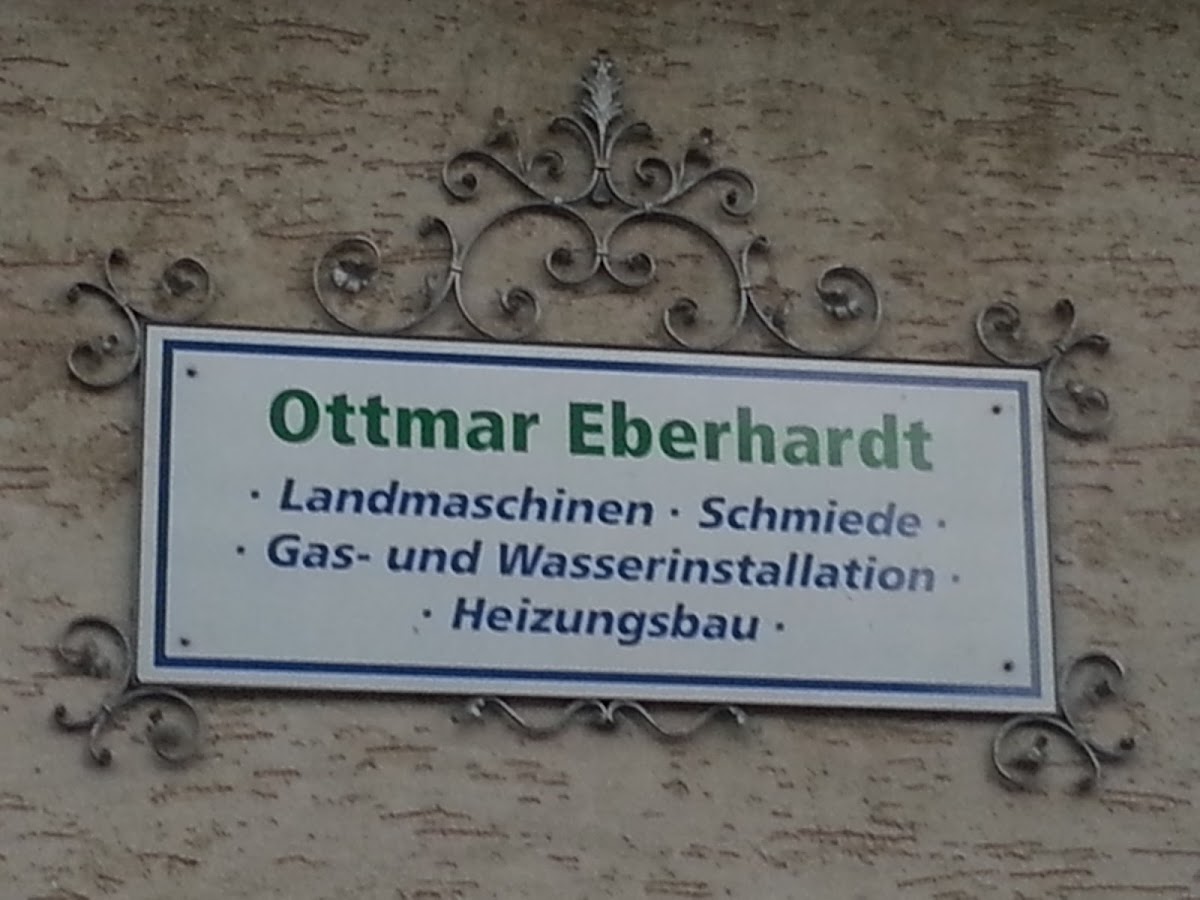 Ottmar Eberhardt
· Landmaschinen · Schmiede ·
· Gas- und Wasserinstallation ·
· Heizungsbau ·